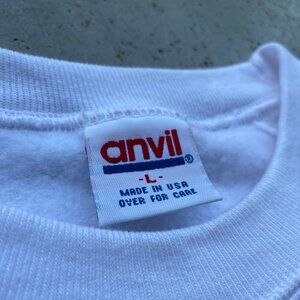 anvil®
-L-
MADE IN USA
OVER FOR CARE